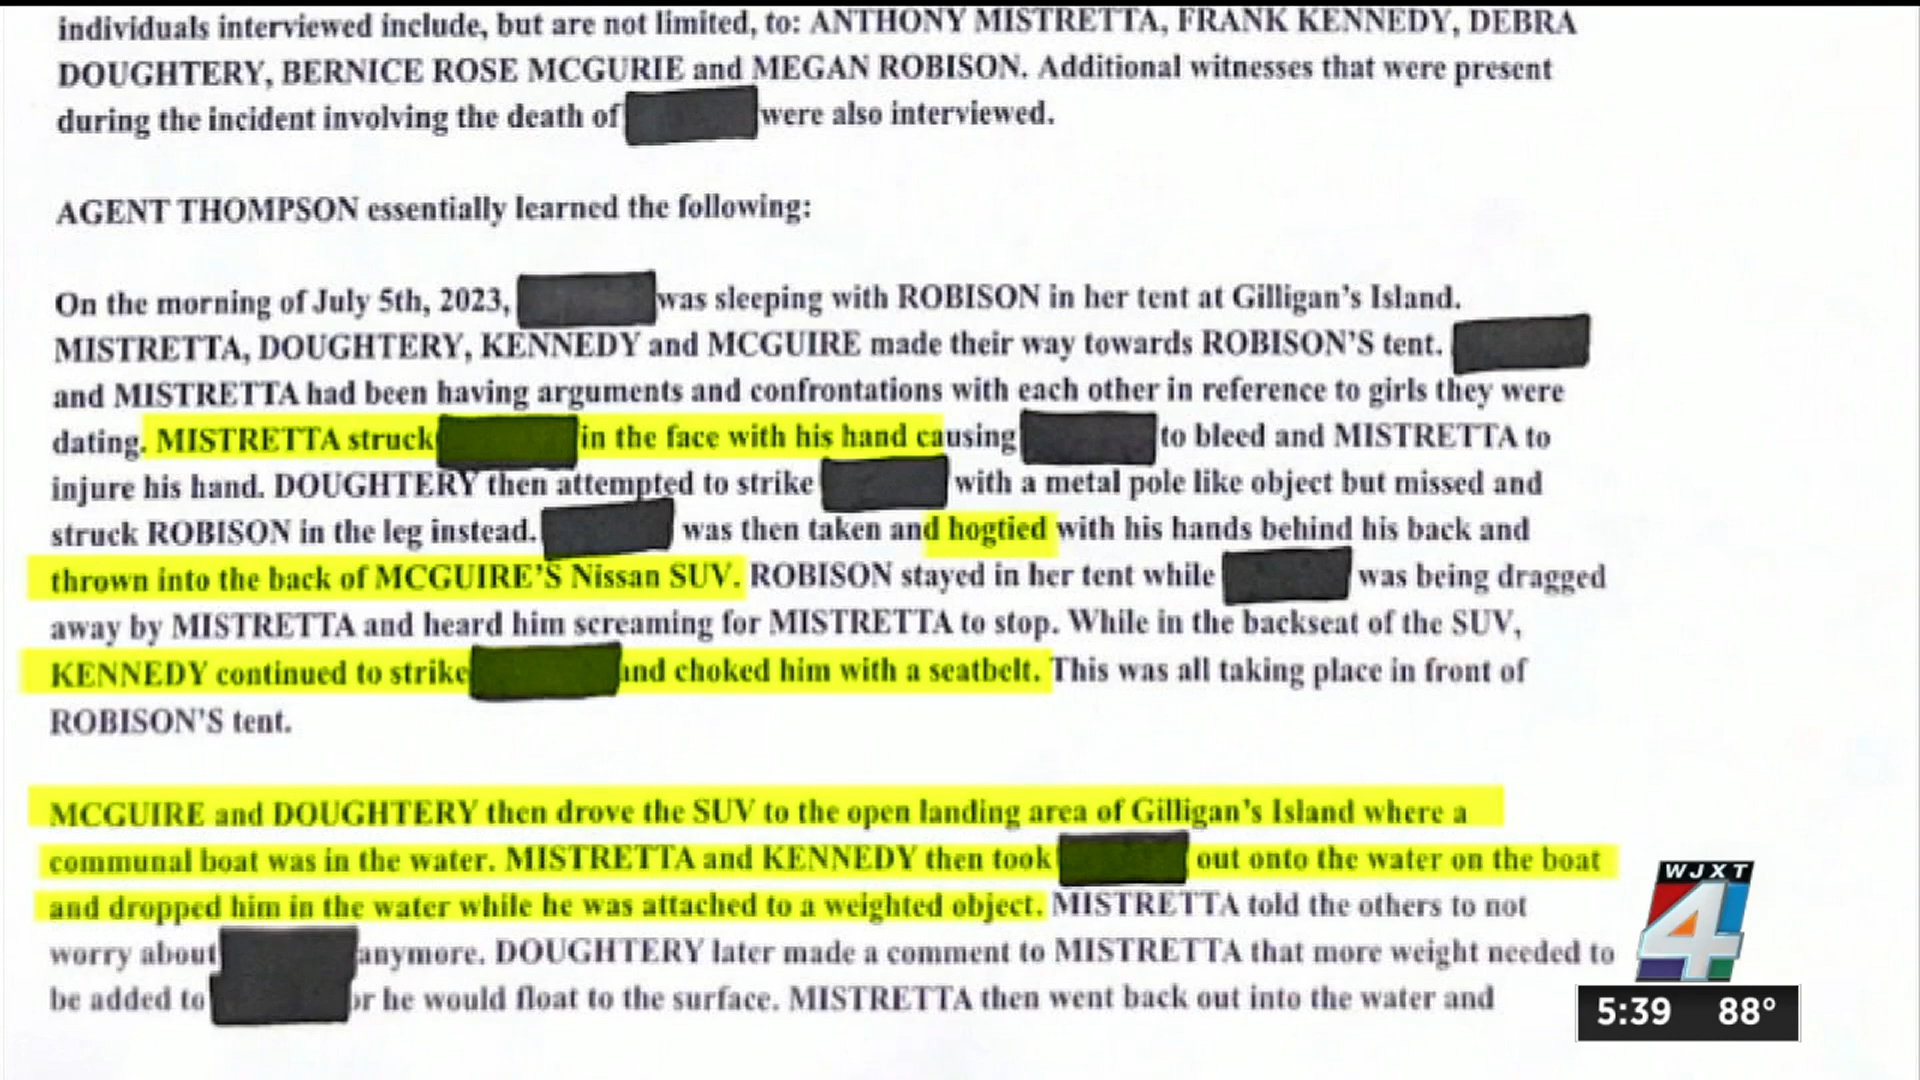 individuals interviewed include, but are not limited, to: ANTHONY MISTRETTA, FRANK KENNEDY, DEBRA
DOUGHTERY, BERNICE ROSE MCGURIE and MEGAN ROBISON. Additional witnesses that were present
during the incident involving the death of were also interviewed.
AGENT THOMPSON essentially learned the following:
On the morning of July 5th, 2023, was sleeping with ROBISON in her tent at Gilligan's Island.
MISTRETTA, DOUGHTERY, KENNEDY and MCGUIRE made their way towards ROBISON'S tent.
and MISTRETTA had been having arguments and confrontations with each other in reference to girls they were
dating. MISTRETTA struck in the face with his hand causing to bleed and MISTRETTA to
injure his hand. DOUGHTERY then attempted to strike with a metal pole like object but missed and
struck ROBISON in the leg instead. was then taken and hogtied with his hands behind his back and
thrown into the back of MCGUIRE'S Nissan SUV. ROBISON stayed in her tent while was being dragged
away by MISTRETTA and heard him screaming for MISTRETTA to stop. While in the backseat of the SUV,
KENNEDY continued to strike and choked him with a seatbelt. This was all taking place in front of
ROBISON'S tent.
MCGUIRE and DOUGHTERY then drove the SUV to the open landing area of Gilligan's Island where a
communal boat was in the water. MISTRETTA and KENNEDY then took out onto the water on the boat
and dropped him in the water while he was attached to a weighted object. MISTRETTA told the others to not
worry about anymore. DOUGHTERY later made a comment to MISTRETTA that more weight needed to
be added to or he would float to the surface. MISTRETTA then went back out into the water and
WJXT
4
5:39 88°